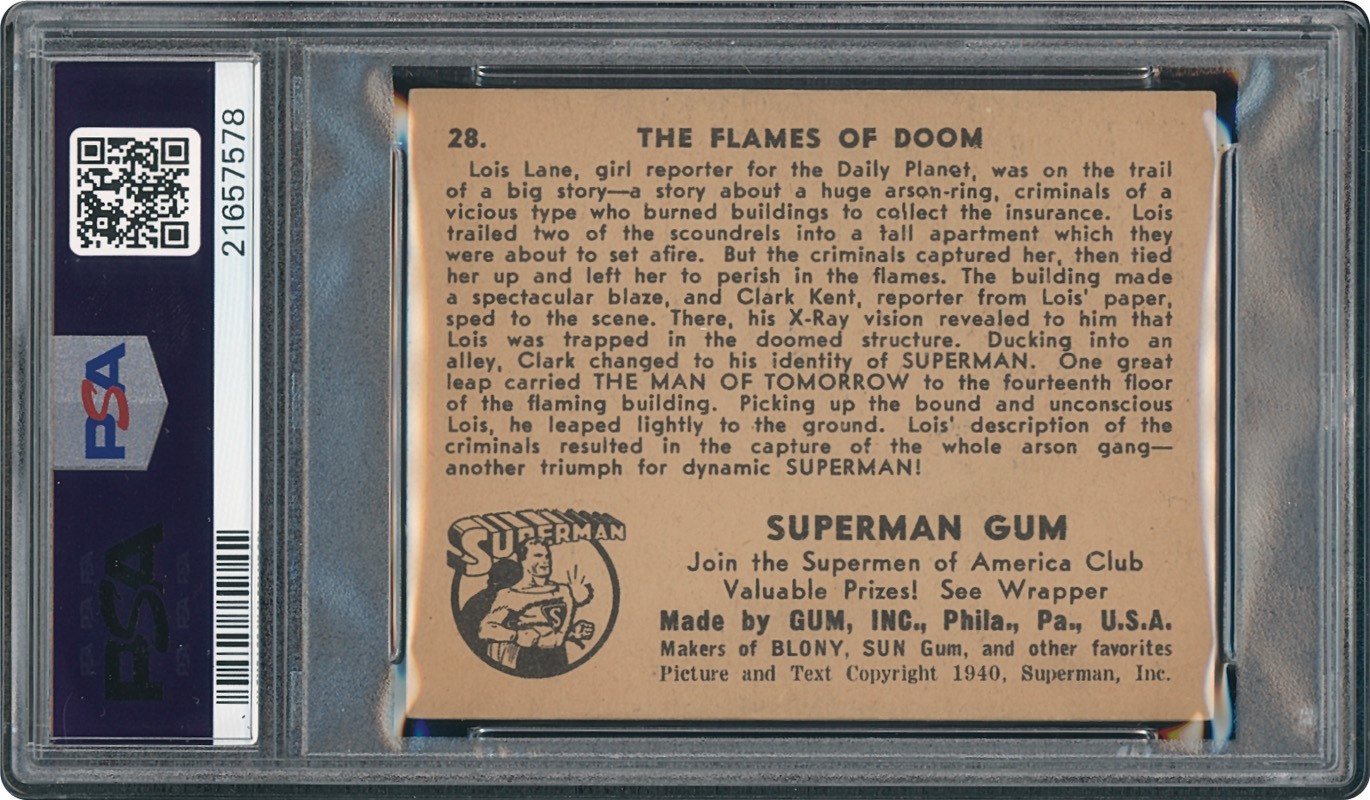 21657578
PSA
PSA
28. THE FLAMES OF DOOM
Lois Lane, girl reporter for the Daily Planet, was on the trail
of a big story—a story about a huge arson-ring, criminals of a
vicious type who burned buildings to collect the insurance. Lois
trailed two of the scoundrels into a tall apartment which they
were about to set afire. But the criminals captured her, then tied
her up and left her to perish in the flames. The building made
a spectacular blaze, and Clark Kent, reporter from Lois' paper,
sped to the scene. There, his X-Ray vision revealed to him that
Lois was trapped in the doomed structure. Ducking into an
alley, Clark changed to his identity of SUPERMAN. One great
leap carried THE MAN OF TOMORROW to the fourteenth floor
of the flaming building. Picking up the bound and unconscious
Lois, he leaped lightly to the ground. Lois' description of the
criminals resulted in the capture of the whole arson gang—
another triumph for dynamic SUPERMAN!
SUPERMAN
S
SUPERMAN GUM
Join the Supermen of America Club
Valuable Prizes! See Wrapper
Made by GUM, INC., Phila., Pa., U.S.A.
Makers of BLONY, SUN Gum, and other favorites
Picture and Text Copyright 1940, Superman, Inc.